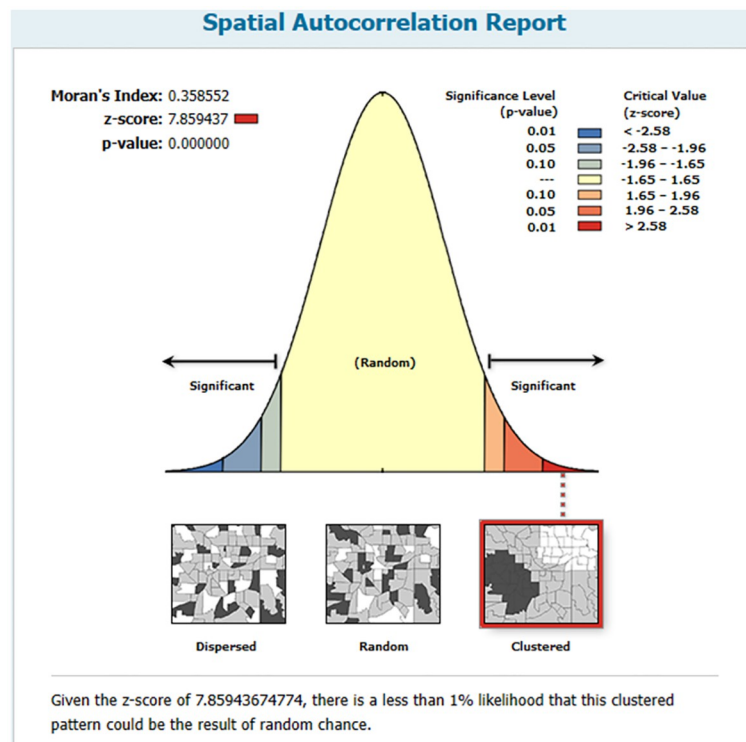 Spatial Autocorrelation Report
Moran's Index: 0.358552
z-score: 7.859437
p-value: 0.000000
Significance Level
(p-value)
Critical Value
(z-score)
0.01 < -2.58
0.05 -2.58 – -1.96
0.10 -1.96 – -1.65
--- -1.65 – 1.65
0.10 1.65 – 1.96
0.05 1.96 – 2.58
0.01 > 2.58
(Random)
Significant
Significant
Dispersed
Random
Clustered
Given the z-score of 7.85943674774, there is a less than 1% likelihood that this clustered
pattern could be the result of random chance.